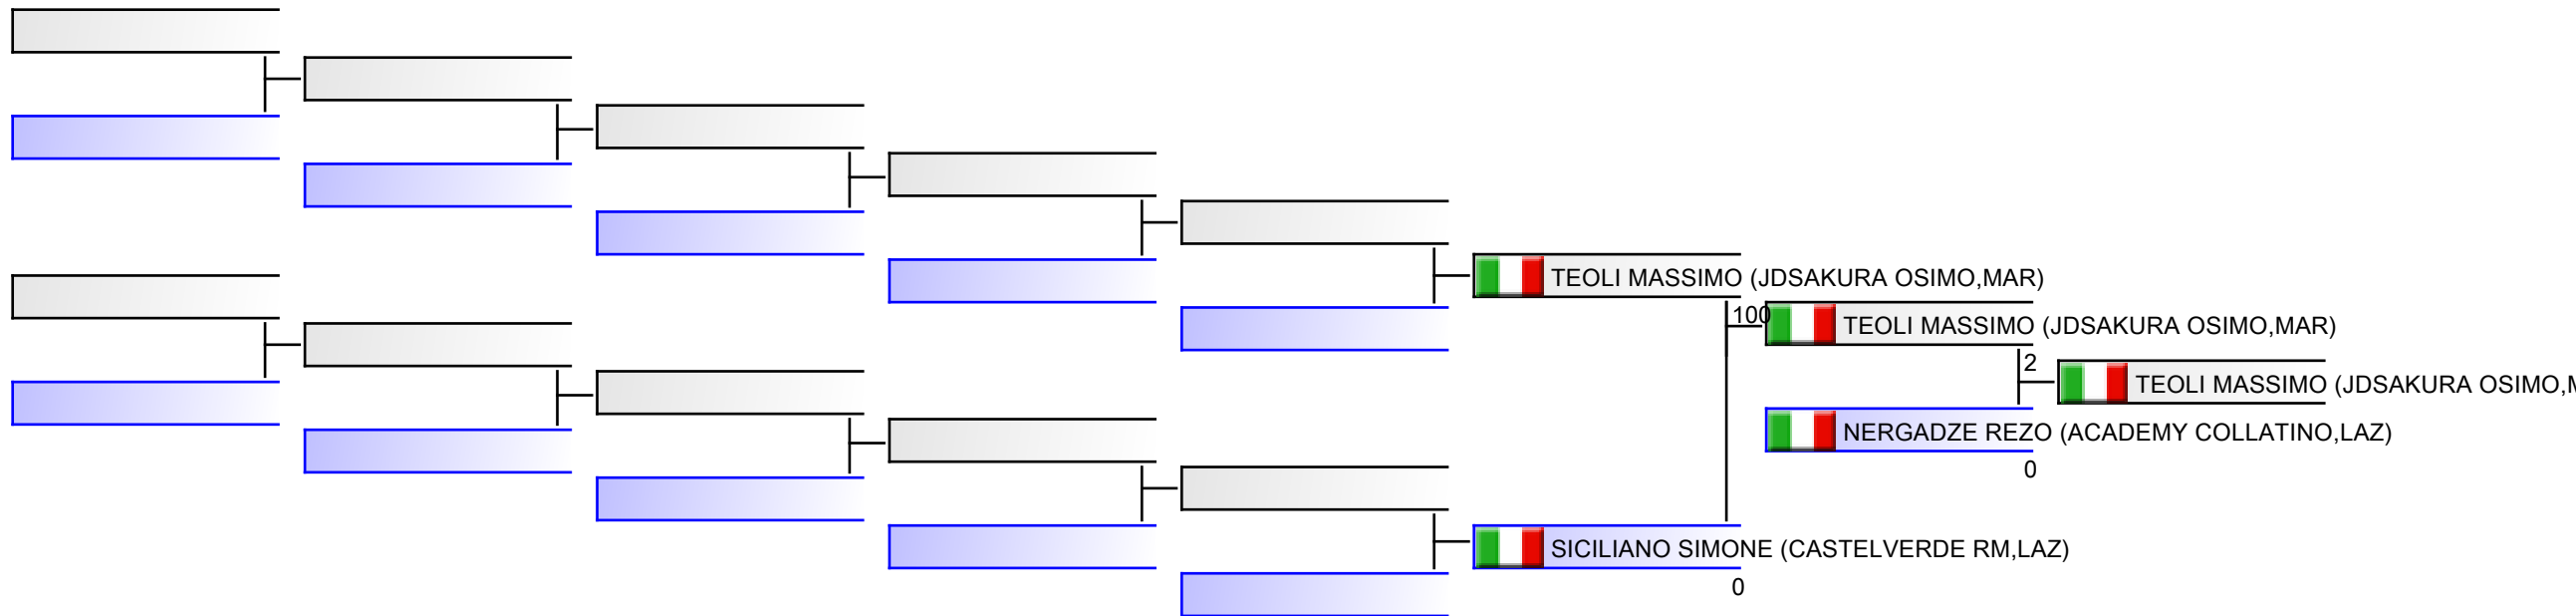 TEOLI MASSIMO (JDSAKURA OSIMO,MAR)
100
TEOLI MASSIMO (JDSAKURA OSIMO,MAR)
2
TEOLI MASSIMO (JDSAKURA OSIMO,M
NERGADZE REZO (ACADEMY COLLATINO,LAZ)
0
SICILIANO SIMONE (CASTELVERDE RM,LAZ)
0